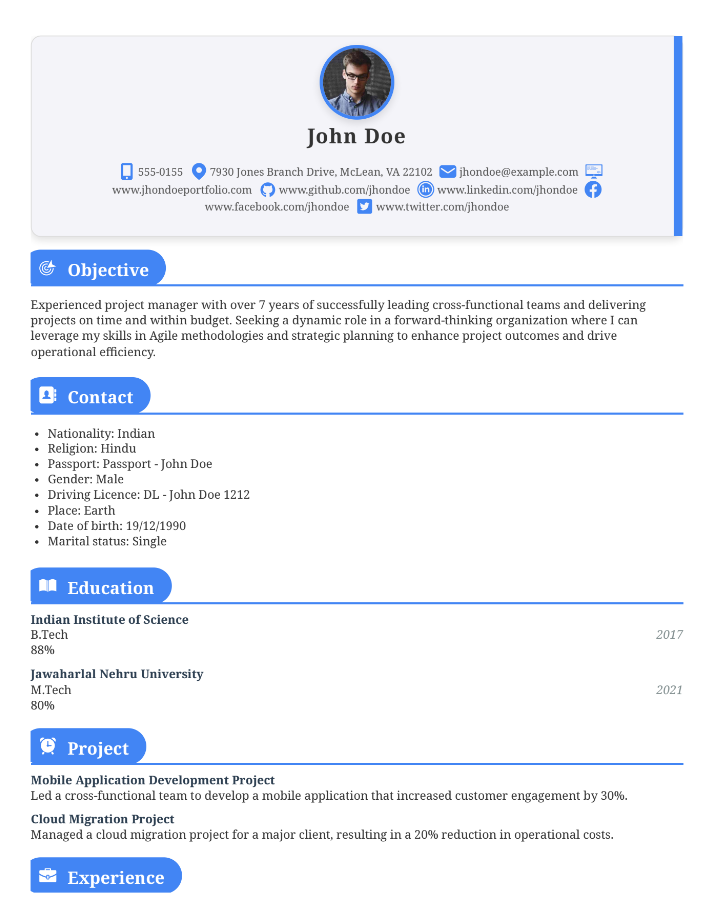 John Doe
555-0155 7930 Jones Branch Drive, McLean, VA 22102 jhondoe@example.com
www.jhondoeportfolio.com www.github.com/jhondoe www.linkedin.com/jhondoe
www.facebook.com/jhondoe www.twitter.com/jhondoe
Objective
Experienced project manager with over 7 years of successfully leading cross-functional teams and delivering
projects on time and within budget. Seeking a dynamic role in a forward-thinking organization where I can
leverage my skills in Agile methodologies and strategic planning to enhance project outcomes and drive
operational efficiency.
Contact
• Nationality: Indian
• Religion: Hindu
• Passport: Passport - John Doe
• Gender: Male
• Driving Licence: DL - John Doe 1212
• Place: Earth
• Date of birth: 19/12/1990
• Marital status: Single
Education
Indian Institute of Science
B.Tech 2017
88%
Jawaharlal Nehru University
M.Tech 2021
80%
Project
Mobile Application Development Project
Led a cross-functional team to develop a mobile application that increased customer engagement by 30%.
Cloud Migration Project
Managed a cloud migration project for a major client, resulting in a 20% reduction in operational costs.
Experience